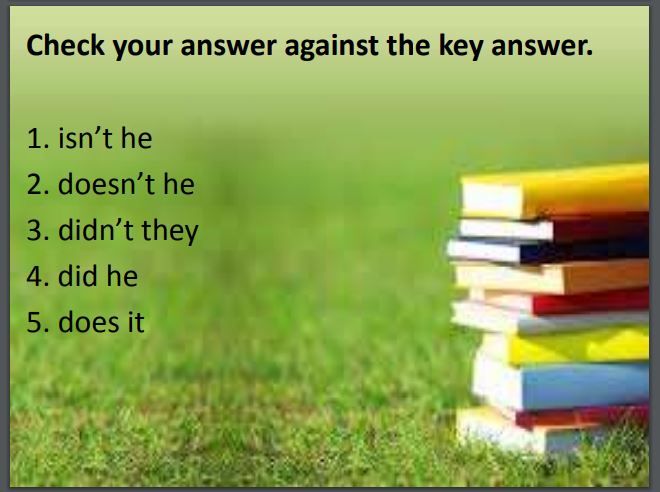 Check your answer against the key answer.
1. isn’t he
2. doesn’t he
3. didn’t they
4. did he
5. does it